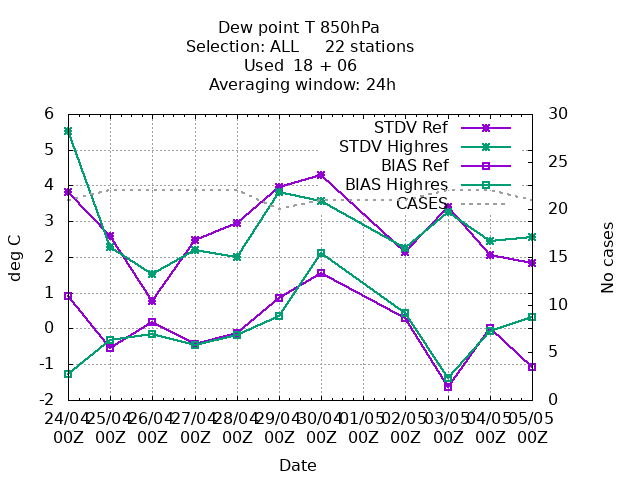 Dew point T 850hPa
Selection: ALL 22 stations
Used 18 + 06
Averaging window: 24h
6
5
4
3
2
1
0
-1
-2
deg C
30
25
20
15
10
5
0
No cases
STDV Ref
STDV Highres
BIAS Ref
BIAS Highres
CASES
24/04 25/04 26/04 27/04 28/04 29/04 30/04 01/05 02/05 03/05 04/05 05/05
00Z 00Z 00Z 00Z 00Z 00Z 00Z 00Z 00Z 00Z 00Z 00Z
Date